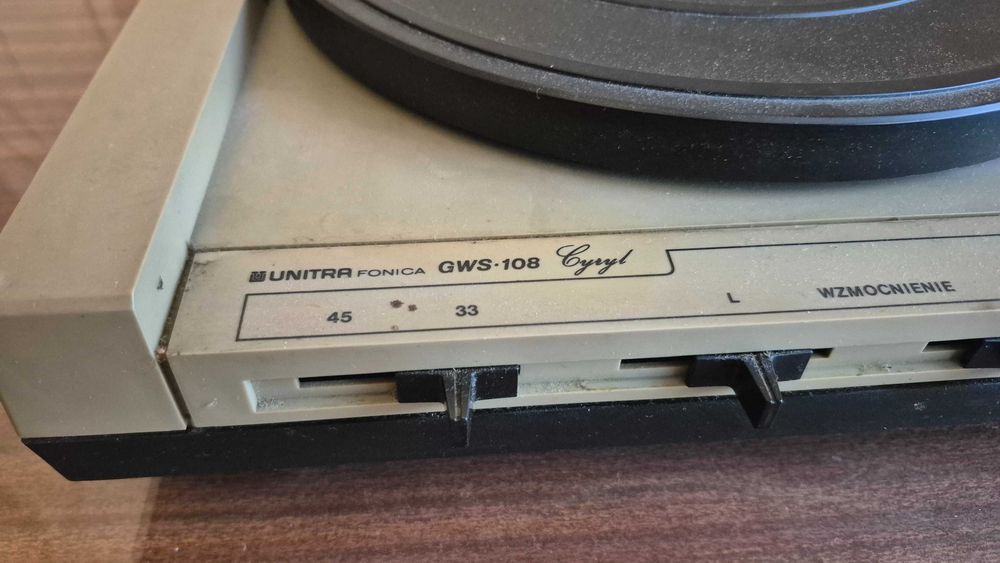 UNITRA FONICA GWS·108 Cyryl
45 33 L WZMOCNIENIE